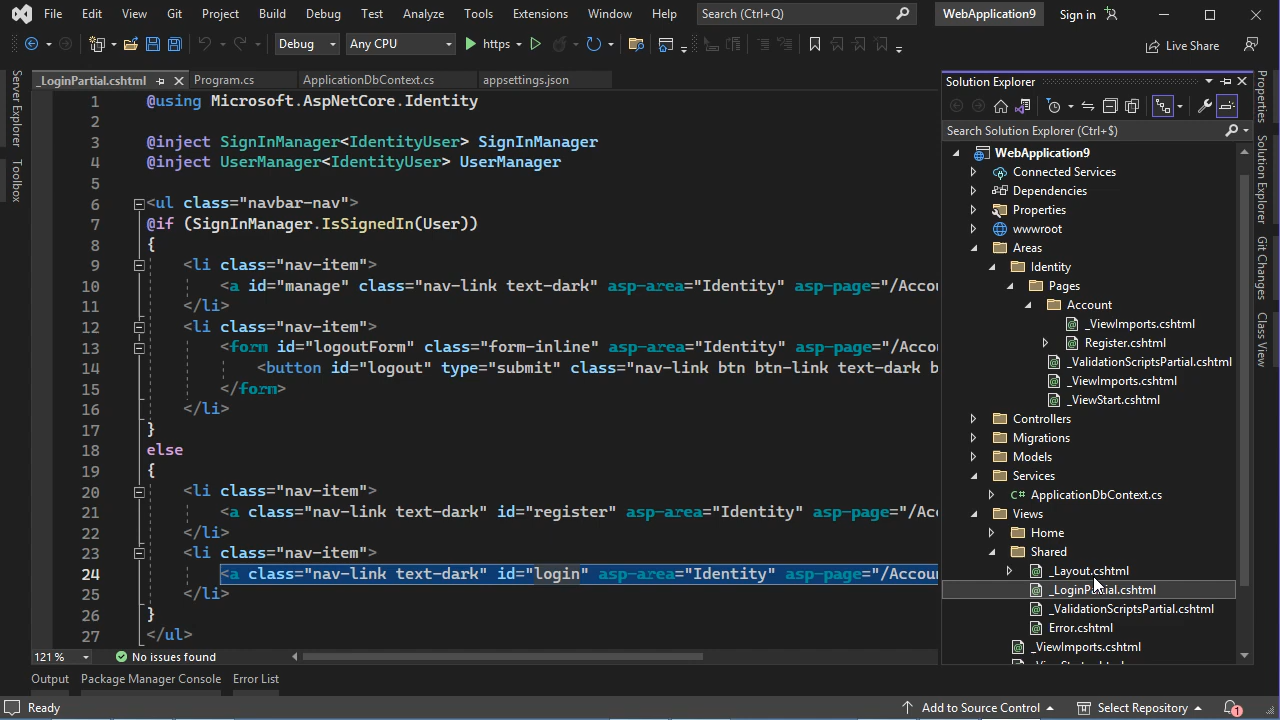 File Edit View Git Project Build Debug Test Analyze Tools Extensions Window Help Search (Ctrl+Q) WebApplication9 Sign in
Debug Any CPU https Live Share
_LoginPartial.cshtml Program.cs ApplicationDbContext.cs appsettings.json
1 @using Microsoft.AspNetCore.Identity
2
3 @inject SignInManager<IdentityUser> SignInManager
4 @inject UserManager<IdentityUser> UserManager
5
6 <ul class="navbar-nav">
7 @if (SignInManager.IsSignedIn(User))
8 {
9 <li class="nav-item">
10 <a id="manage" class="nav-link text-dark" asp-area="Identity" asp-page="/Accou
11 </li>
12 <li class="nav-item">
13 <form id="logoutForm" class="form-inline" asp-area="Identity" asp-page="/Accou
14 <button id="logout" type="submit" class="nav-link btn btn-link text-dark b
15 </form>
16 </li>
17 }
18 else
19 {
20 <li class="nav-item">
21 <a class="nav-link text-dark" id="register" asp-area="Identity" asp-page="/Ac
22 </li>
23 <li class="nav-item">
24 <a class="nav-link text-dark" id="login" asp-area="Identity" asp-page="/Accoun
25 </li>
26 }
27 </ul>
121 % No issues found
Server Explorer
Toolbox
Solution Explorer
Search Solution Explorer (Ctrl+$)
WebApplication9
Connected Services
Dependencies
Properties
wwwroot
Areas
Identity
Pages
Account
_ViewImports.cshtml
Register.cshtml
_ValidationScriptsPartial.cshtml
_ViewImports.cshtml
_ViewStart.cshtml
Controllers
Migrations
Models
Services
C# ApplicationDbContext.cs
Views
Home
Shared
_Layout.cshtml
_LoginPartial.cshtml
_ValidationScriptsPartial.cshtml
Error.cshtml
_ViewImports.cshtml
Properties
Solution Explorer
Git Changes
Class View
Output Package Manager Console Error List
Ready Add to Source Control Select Repository 1